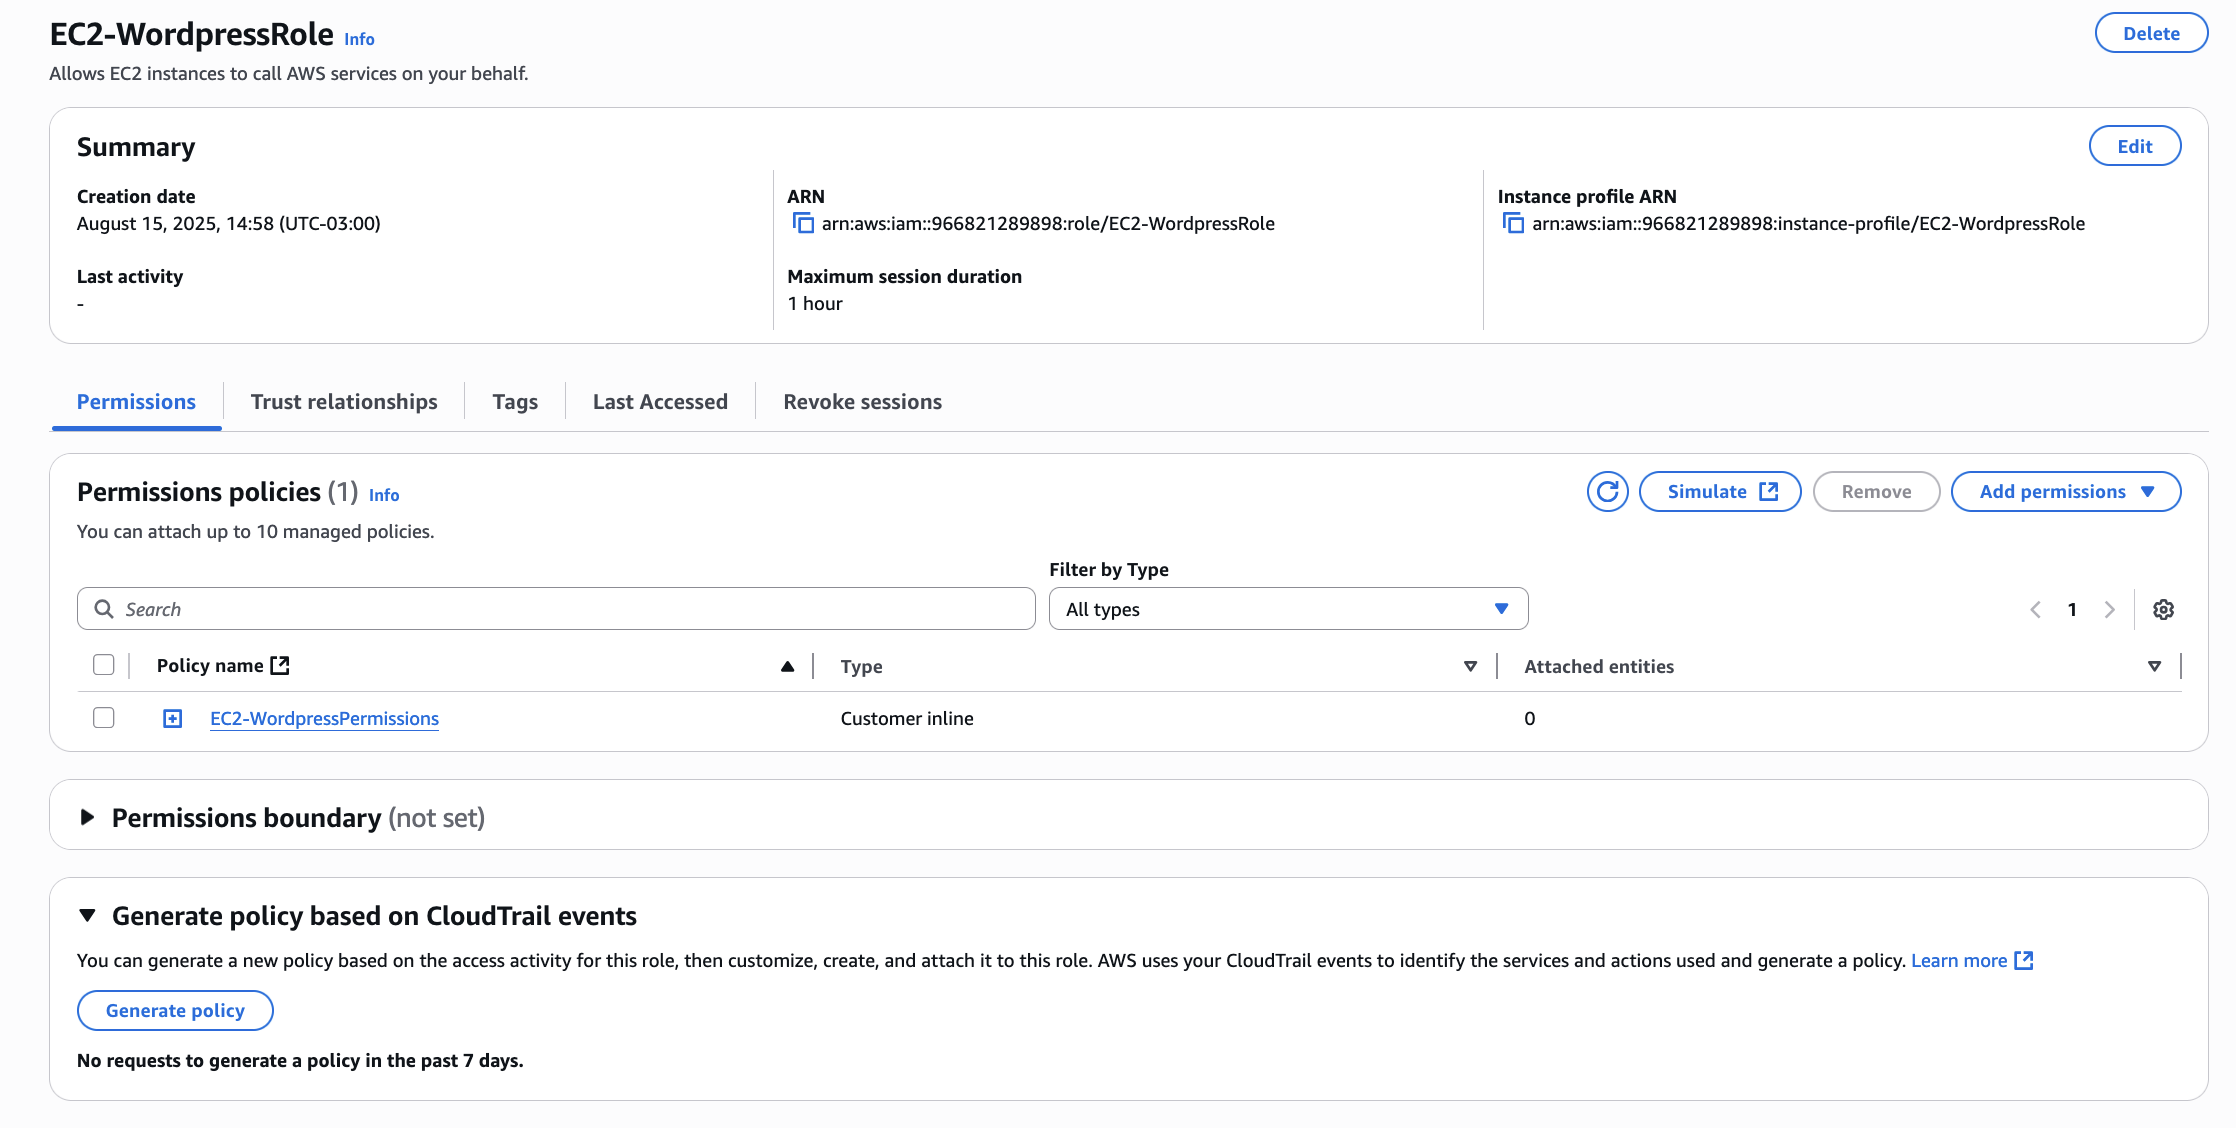 EC2-WordpressRole Info
Delete
Allows EC2 instances to call AWS services on your behalf.
Summary
Edit
Creation date
August 15, 2025, 14:58 (UTC-03:00)
ARN
arn:aws:iam::966821289898:role/EC2-WordpressRole
Instance profile ARN
arn:aws:iam::966821289898:instance-profile/EC2-WordpressRole
Last activity
-
Maximum session duration
1 hour
Permissions
Trust relationships
Tags
Last Accessed
Revoke sessions
Permissions policies (1) Info
Simulate
Remove
Add permissions
You can attach up to 10 managed policies.
Filter by Type
Search
All types
1
Policy name
Type
Attached entities
EC2-WordpressPermissions
Customer inline
0
Permissions boundary (not set)
Generate policy based on CloudTrail events
You can generate a new policy based on the access activity for this role, then customize, create, and attach it to this role. AWS uses your CloudTrail events to identify the services and actions used and generate a policy. Learn more
Generate policy
No requests to generate a policy in the past 7 days.